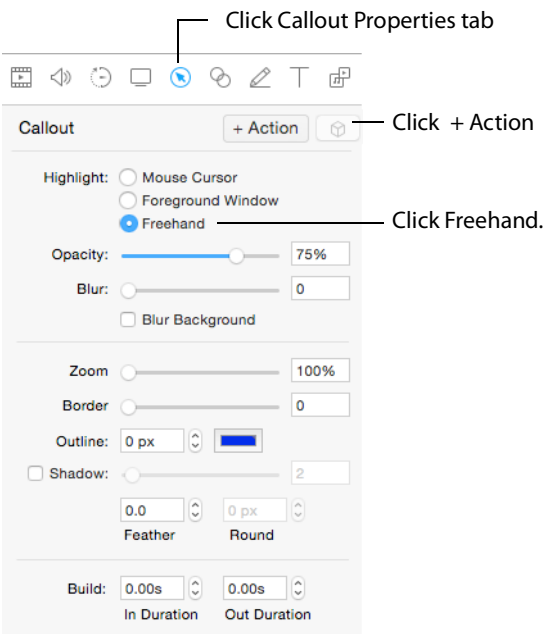 Click Callout Properties tab
Callout
+ Action
Click + Action
Highlight:
Mouse Cursor
Foreground Window
Freehand
Click Freehand.
Opacity:
75%
Blur:
0
Blur Background
Zoom
100%
Border
0
Outline:
0 px
Shadow:
2
0.0
0 px
Feather
Round
Build:
0.00s
0.00s
In Duration
Out Duration